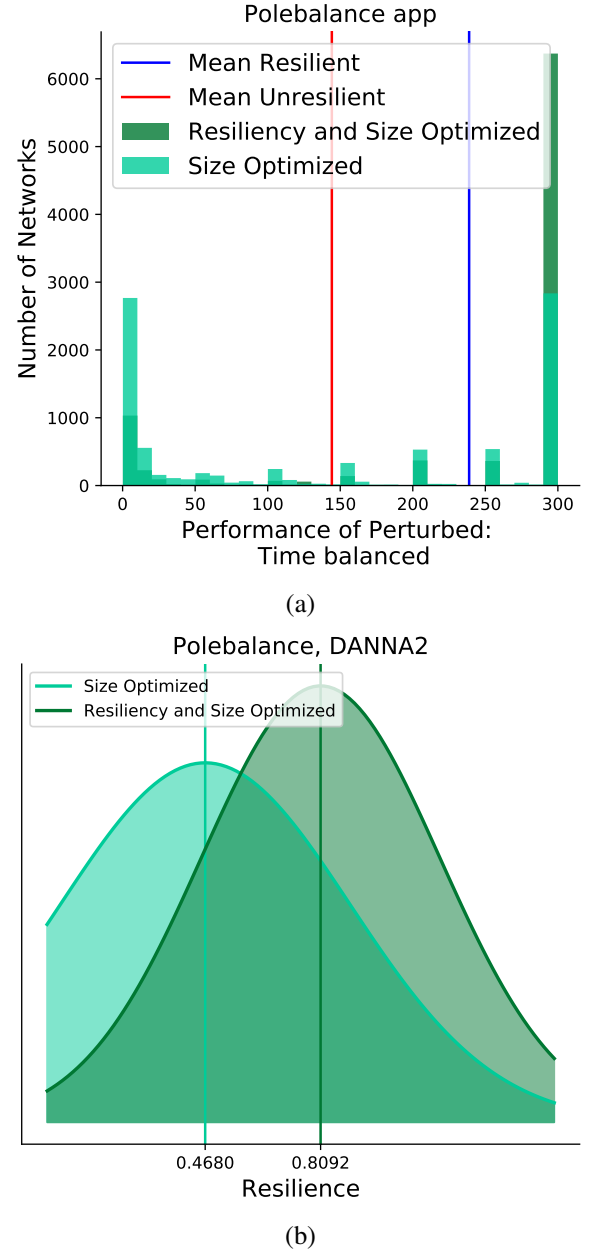 Polebalance app
Mean Resilient
Mean Unresilient
Resiliency and Size Optimized
Size Optimized
Number of Networks
6000
5000
4000
3000
2000
1000
0
0 50 100 150 200 250 300
Performance of Perturbed:
Time balanced
(a)
Polebalance, DANNA2
Size Optimized
Resiliency and Size Optimized
0.4680 0.8092
Resilience
(b)